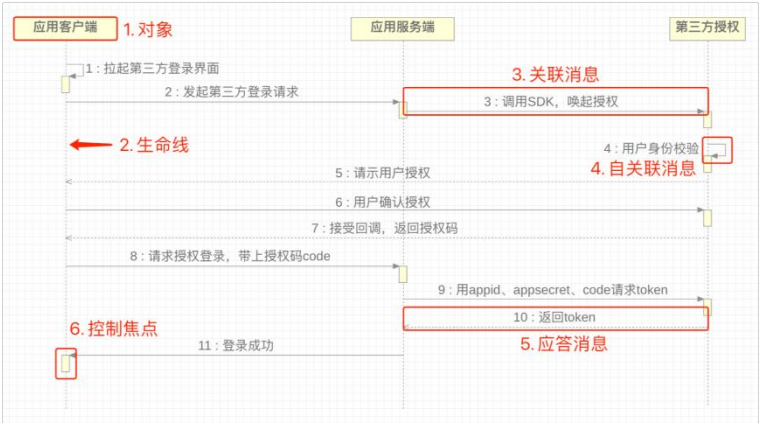 应用客户端
1.对象
应用服务端
第三方授权
1 : 拉起第三方登录界面
2 : 发起第三方登录请求
3.关联消息
3 : 调用SDK，唤起授权
2.生命线
4 : 用户身份校验
4.自关联消息
5 : 请示用户授权
6 : 用户确认授权
7 : 接受回调，返回授权码
8 : 请求授权登录，带上授权码code
9 : 用appid、appsecret、code请求token
10 : 返回token
6.控制焦点
5.应答消息
11 : 登录成功